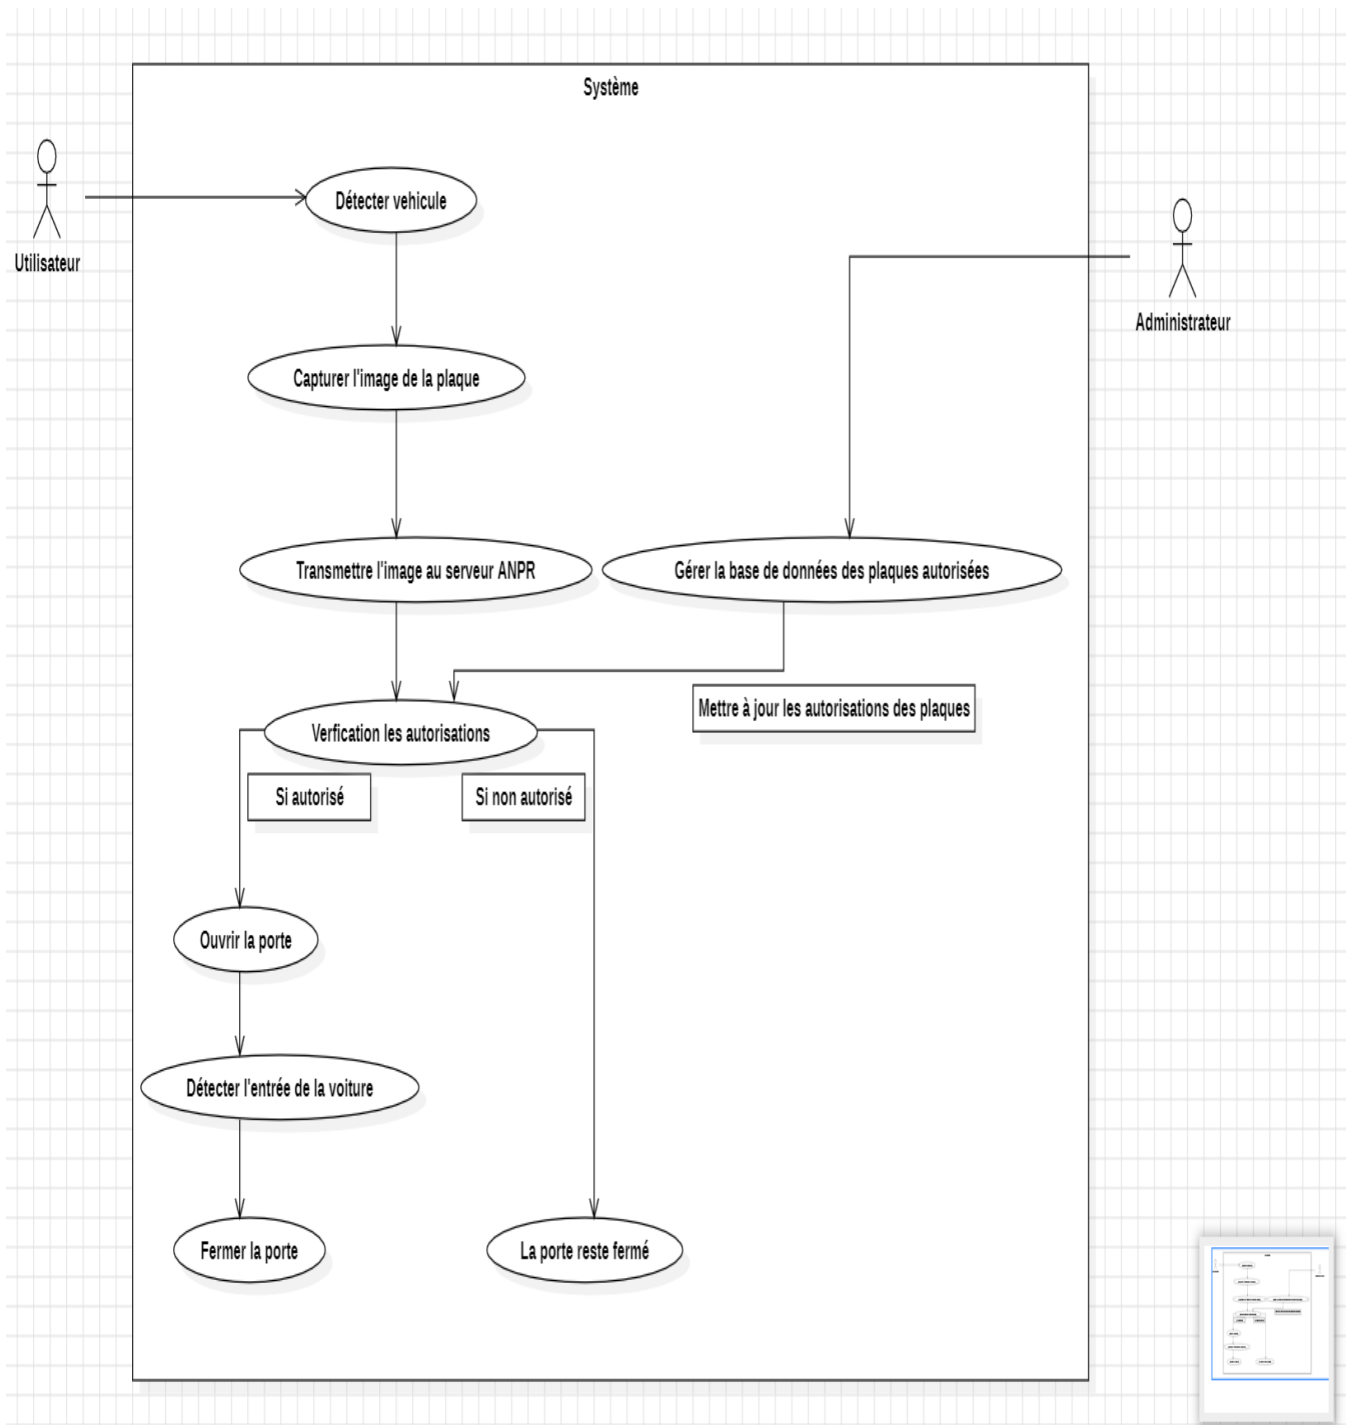 Système
Détecter vehicule
Utilisateur
Administrateur
Capturer l'image de la plaque
Transmettre l'image au serveur ANPR
Gérer la base de données des plaques autorisées
Mettre à jour les autorisations des plaques
Verfication les autorisations
Si autorisé
Si non autorisé
Ouvrir la porte
Détecter l'entrée de la voiture
Fermer la porte
La porte reste fermé